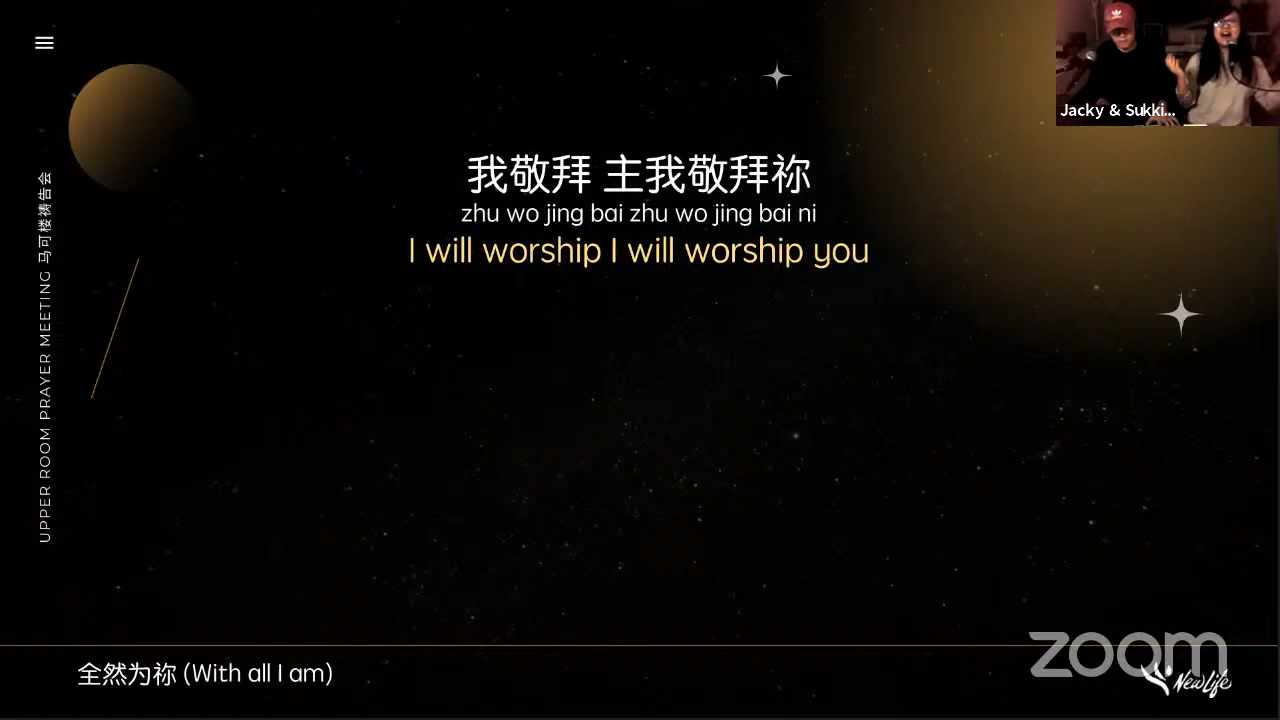 Jacky & Sukki...
我敬拜 主我敬拜祢
zhu wo jing bai zhu wo jing bai ni
I will worship I will worship you
UPPER ROOM PRAYER MEETING 马可楼祷告会
全然为祢 (With all I am)
zoom
NewLife